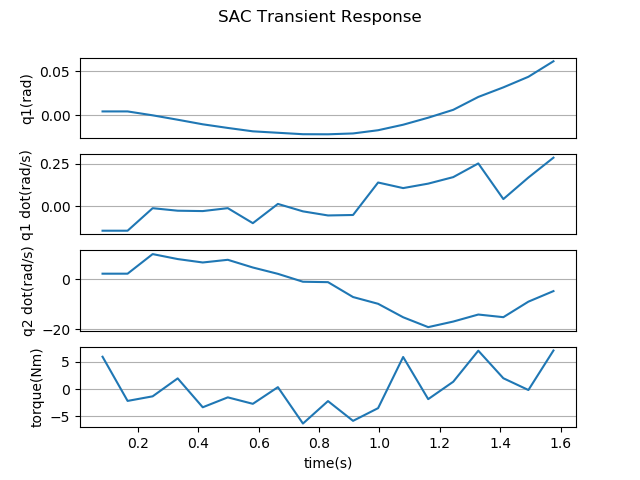 SAC Transient Response
q1(rad)
0.05
0.00
q1 dot(rad/s)
0.25
0.00
q2 dot(rad/s)
0
−20
torque(Nm)
5
0
−5
0.2 0.4 0.6 0.8 1.0 1.2 1.4 1.6
time(s)